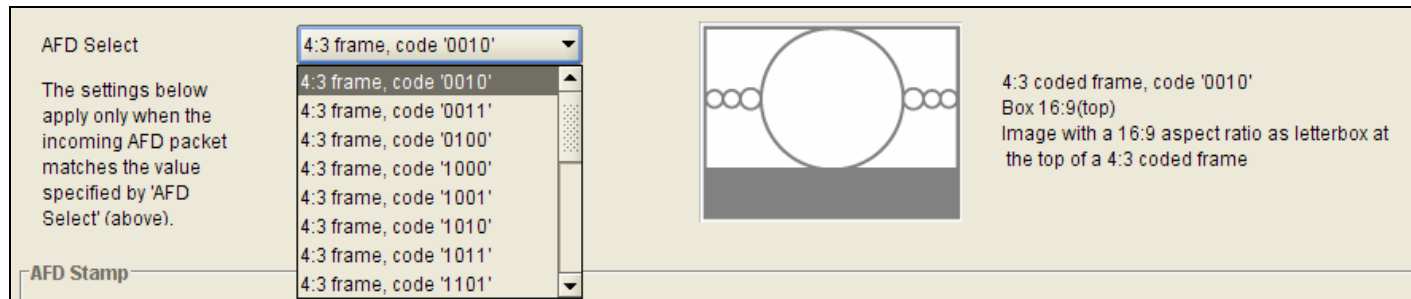 AFD Select
4:3 frame, code '0010'
The settings below
apply only when the
incoming AFD packet
matches the value
specified by 'AFD
Select' (above).
4:3 frame, code '0010'
4:3 frame, code '0011'
4:3 frame, code '0100'
4:3 frame, code '1000'
4:3 frame, code '1001'
4:3 frame, code '1010'
4:3 frame, code '1011'
4:3 frame, code '1101'
4:3 coded frame, code '0010'
Box 16:9(top)
Image with a 16:9 aspect ratio as letterbox at
the top of a 4:3 coded frame
AFD Stamp